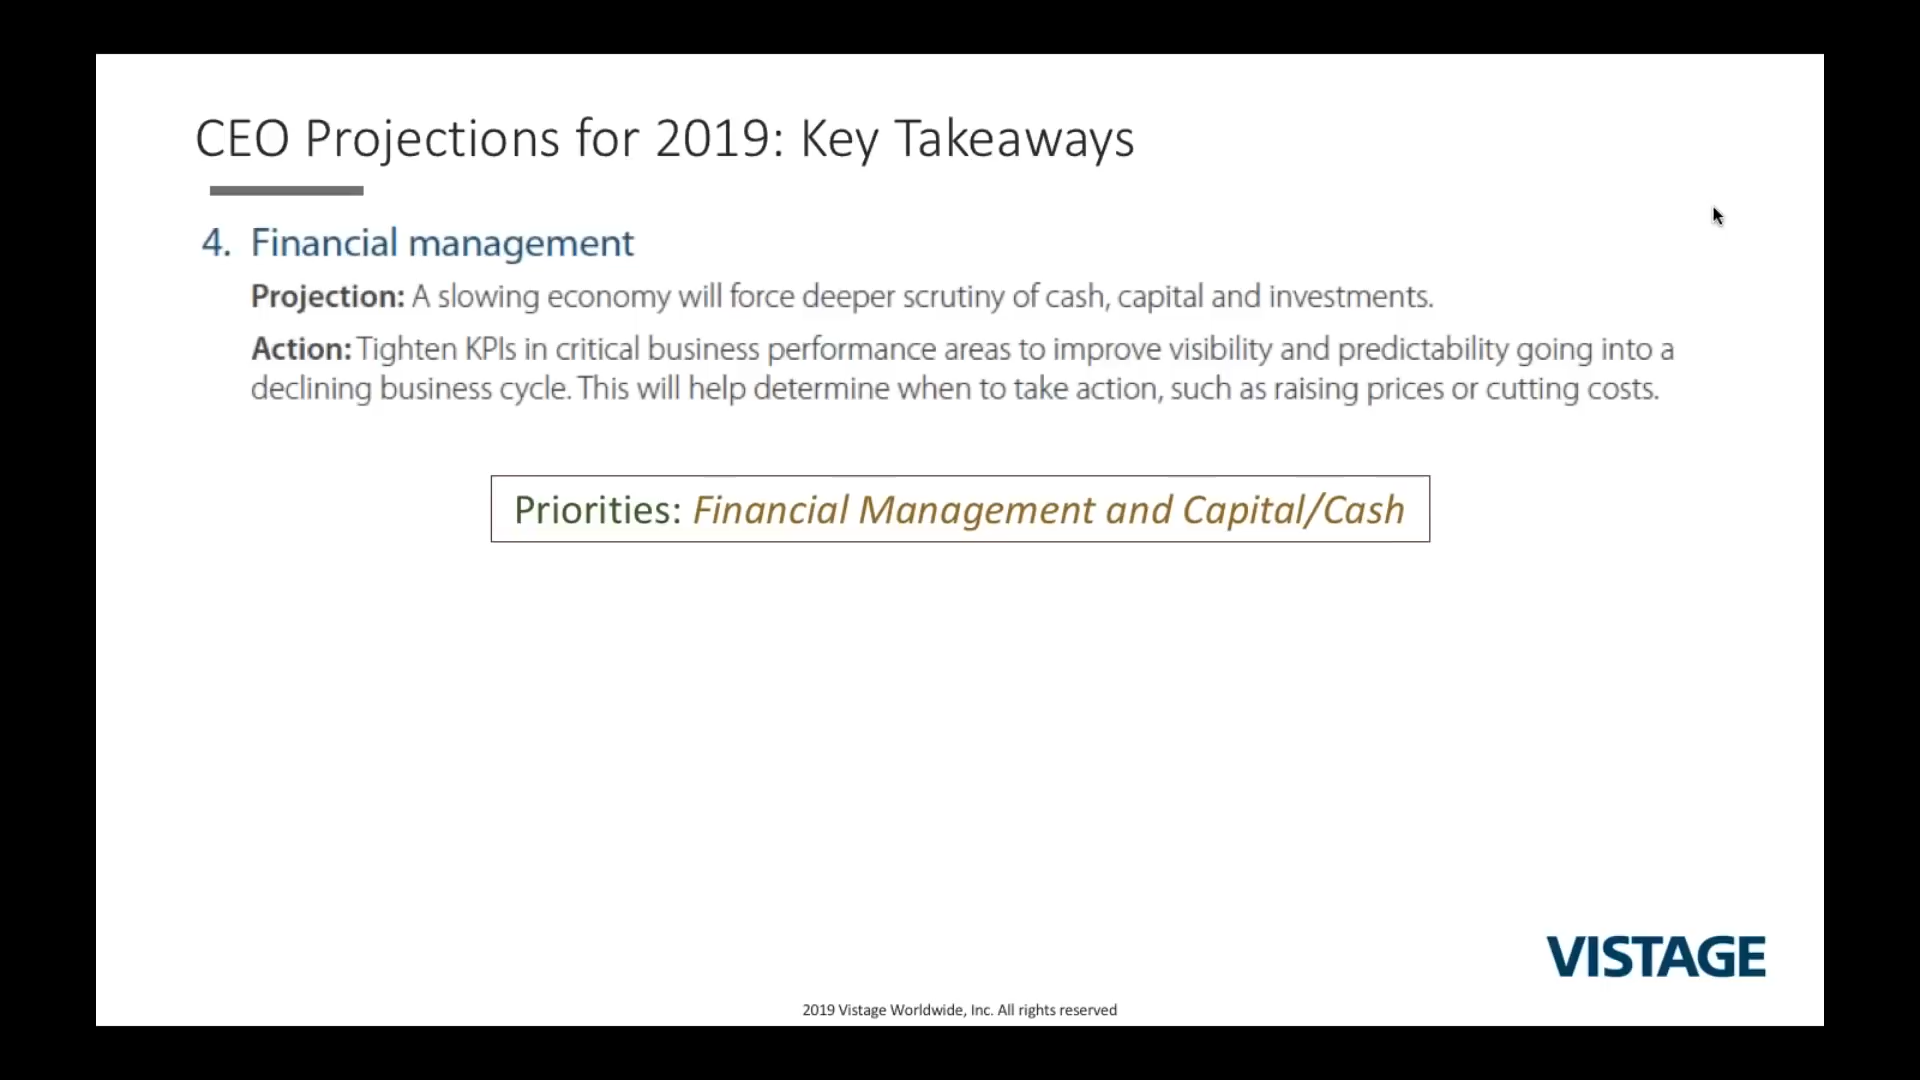 CEO Projections for 2019: Key Takeaways
4. Financial management
Projection: A slowing economy will force deeper scrutiny of cash, capital and investments.
Action: Tighten KPIs in critical business performance areas to improve visibility and predictability going into a
declining business cycle. This will help determine when to take action, such as raising prices or cutting costs.
Priorities: Financial Management and Capital/Cash
VISTAGE
2019 Vistage Worldwide, Inc. All rights reserved